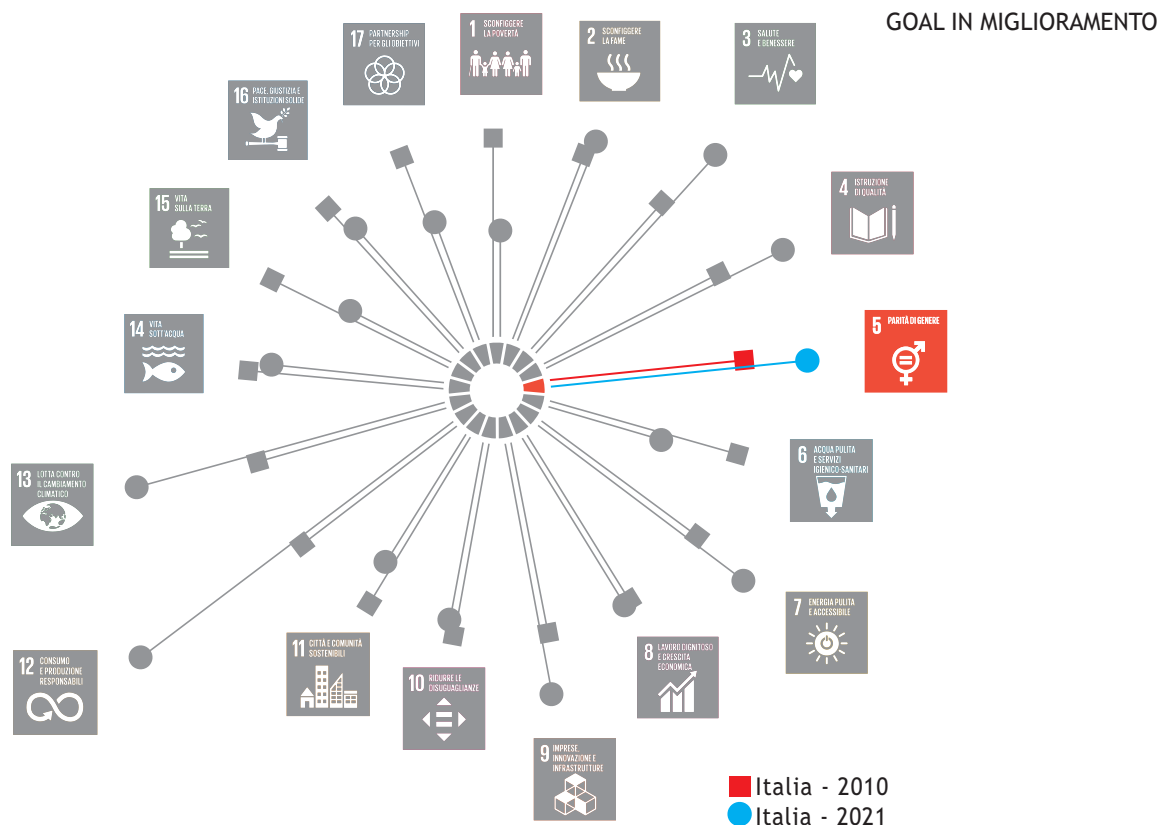 GOAL IN MIGLIORAMENTO
17 PARTNERSHIP
PER GLI OBIETTIVI
1 SCONFIGGERE
LA POVERTÀ
2 SCONFIGGERE
LA FAME
3 SALUTE
E BENESSERE
16 PACE, GIUSTIZIA E
ISTITUZIONI SOLIDE
4 ISTRUZIONE
DI QUALITÀ
15 VITA
SULLA TERRA
5 PARITÀ DI GENERE
14 VITA
SOTT'ACQUA
6 ACQUA PULITA
E SERVIZI
IGIENICO-SANITARI
13 LOTTA CONTRO
IL CAMBIAMENTO
CLIMATICO
7 ENERGIA PULITA
E ACCESSIBILE
12 CONSUMO
E PRODUZIONE
RESPONSABILI
11 CITTÀ E COMUNITÀ
SOSTENIBILI
10 RIDURRE LE
DISUGUAGLIANZE
8 LAVORO DIGNITOSO
E CRESCITA
ECONOMICA
9 IMPRESE,
INNOVAZIONE E
INFRASTRUTTURE
Italia - 2010
Italia - 2021